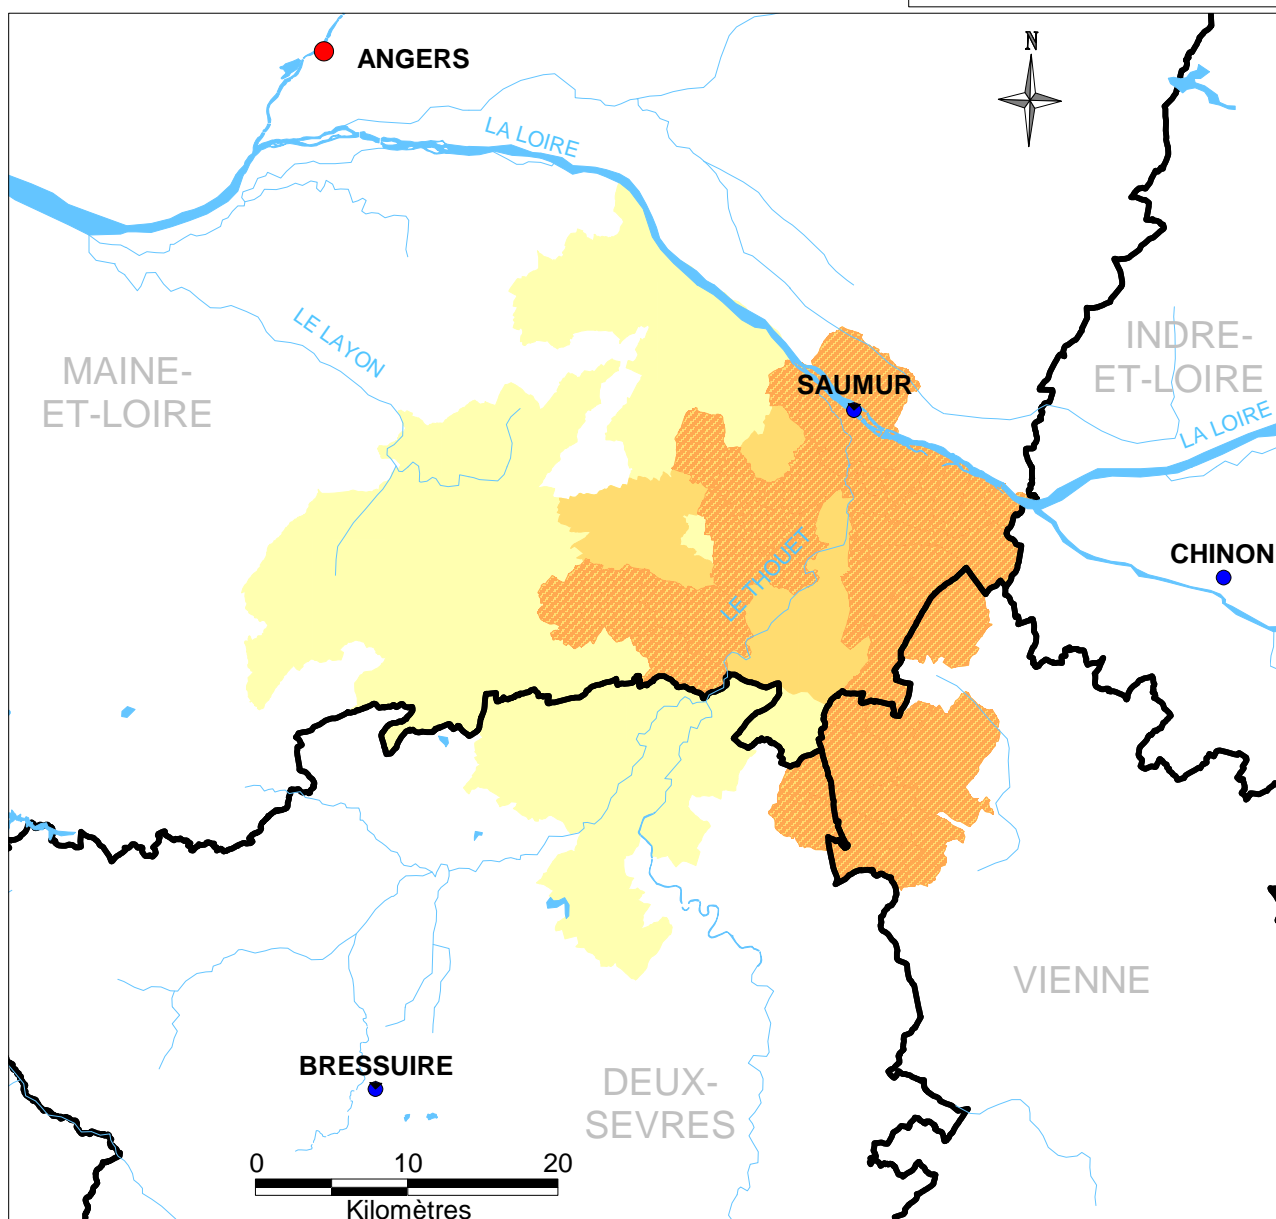 N
ANGERS
LA LOIRE
LE LAYON
MAINE-
ET-LOIRE
INDRE-
ET-LOIRE
SAUMUR
LA LOIRE
CHINON
LE THOUET
VIENNE
BRESSUIRE
DEUX-
SEVRES
0 10 20
Kilomètres